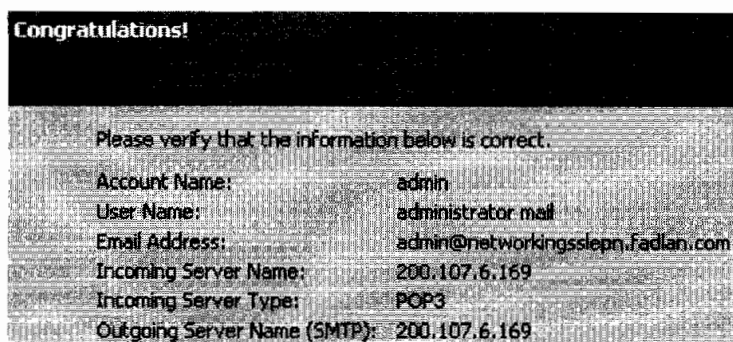 Congratulations!
Please verify that the information below is correct.
Account Name: admin
User Name: administrator mail
Email Address: admin@networkingsslepn.fadlan.com
Incoming Server Name: 200.107.6.169
Incoming Server Type: POP3
Outgoing Server Name (SMTP): 200.107.6.169